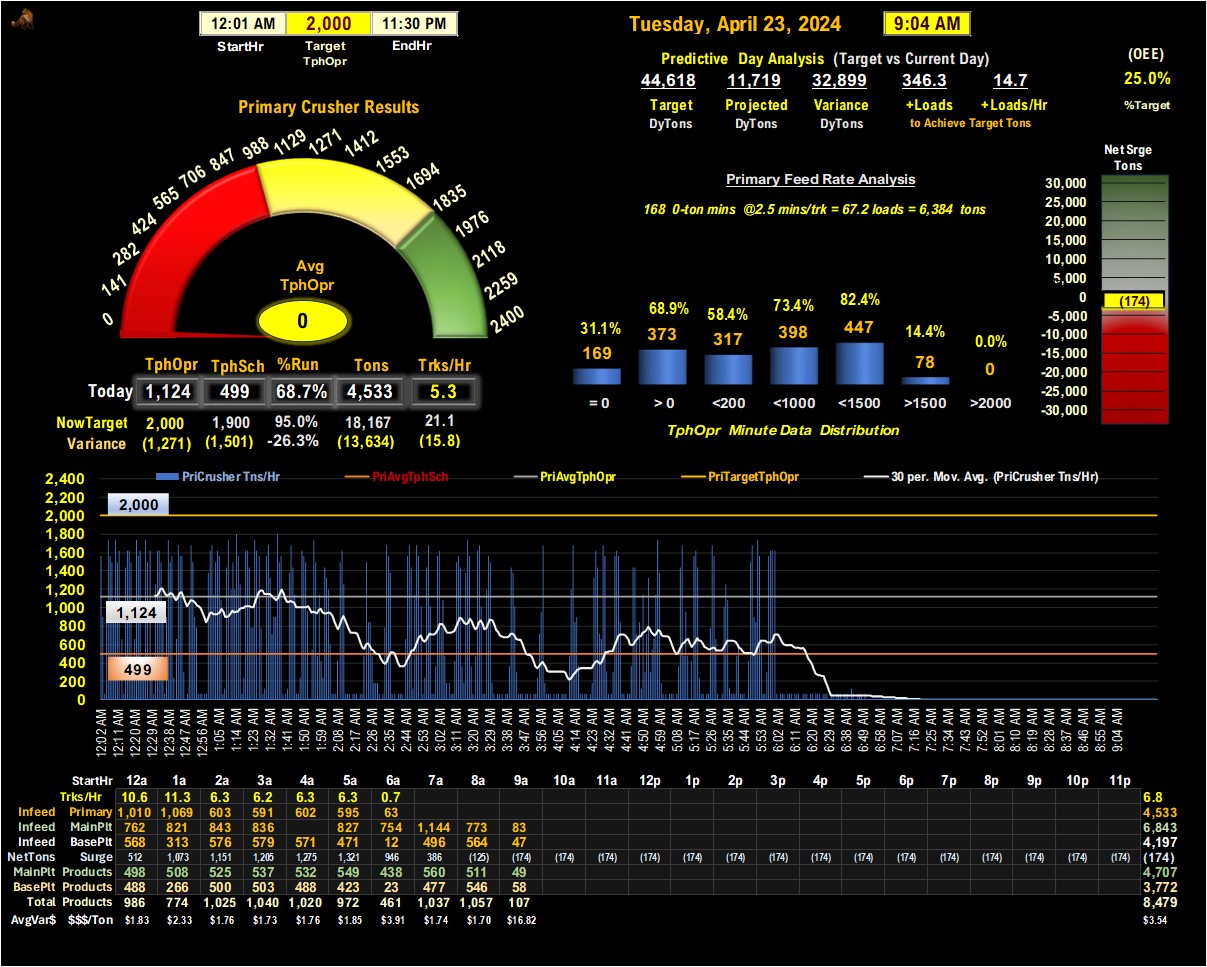 12:01 AM 2,000 11:30 PM
StartHr Target EndHr
TphOpr
Tuesday, April 23, 2024 9:04 AM
Predictive Day Analysis (Target vs Current Day)
44,618 11,719 32,899 346.3 14.7
Target Projected Variance +Loads +Loads/Hr
DyTons DyTons DyTons to Achieve Target Tons
(OEE)
25.0%
%Target
Primary Crusher Results
0 141 282 424 565 706 847 988 1129 1271 1412 1553 1694 1835 1976 2118 2259 2400
Avg
TphOpr
0
TphOpr TphSch %Run Tons Trks/Hr
Today 1,124 499 68.7% 4,533 5.3
NowTarget 2,000 1,900 95.0% 18,167 21.1
Variance (1,271) (1,501) -26.3% (13,634) (15.8)
Primary Feed Rate Analysis
168 0-ton mins @2.5 mins/trk = 67.2 loads = 6,384 tons
31.1% 68.9% 58.4% 73.4% 82.4% 14.4% 0.0%
169 373 317 398 447 78 0
= 0 > 0 <200 <1000 <1500 >1500 >2000
TphOpr Minute Data Distribution
Net Srge
Tons
30,000
25,000
20,000
15,000
10,000
5,000
0 (174)
-5,000
-10,000
-15,000
-20,000
-25,000
-30,000
PriCrusher Tns/Hr PriAvgTphSch PriAvgTphOpr PriTargetTphOpr 30 per. Mov. Avg. (PriCrusher Tns/Hr)
2,400
2,200 2,000
2,000
1,800
1,600
1,400
1,200
1,000 1,124
800
600
400 499
200
0
12:02 AM 12:11 AM 12:20 AM 12:29 AM 12:38 AM 12:47 AM 12:56 AM 1:05 AM 1:14 AM 1:23 AM 1:32 AM 1:41 AM 1:50 AM 1:59 AM 2:08 AM 2:17 AM 2:26 AM 2:35 AM 2:44 AM 2:53 AM 3:02 AM 3:11 AM 3:20 AM 3:29 AM 3:38 AM 3:47 AM 3:56 AM 4:05 AM 4:14 AM 4:23 AM 4:32 AM 4:41 AM 4:50 AM 4:59 AM 5:08 AM 5:17 AM 5:26 AM 5:35 AM 5:44 AM 5:53 AM 6:02 AM 6:11 AM 6:20 AM 6:29 AM 6:38 AM 6:49 AM 6:58 AM 7:07 AM 7:16 AM 7:25 AM 7:34 AM 7:43 AM 7:52 AM 8:01 AM 8:10 AM 8:19 AM 8:28 AM 8:37 AM 8:46 AM 8:55 AM 9:04 AM
StartHr 12a 1a 2a 3a 4a 5a 6a 7a 8a 9a 10a 11a 12p 1p 2p 3p 4p 5p 6p 7p 8p 9p 10p 11p
Trks/Hr 10.6 11.3 6.3 6.2 6.3 6.3 0.7 6.8
Infeed Primary 1,010 1,069 603 591 602 595 63 4,533
Infeed MainPlt 762 821 843 836 827 754 1,144 773 83 6,843
Infeed BasePlt 568 313 576 579 571 471 12 496 564 47 4,197
NetTons Surge 512 1,073 1,151 1,205 1,275 1,321 946 386 (125) (174) (174) (174) (174) (174) (174) (174) (174) (174) (174) (174) (174) (174) (174) (174) (174)
MainPlt Products 498 508 525 537 532 549 438 560 511 49 4,707
BasePlt Products 488 266 500 503 488 423 23 477 546 58 3,772
Total Products 986 774 1,025 1,040 1,020 972 461 1,037 1,057 107 8,479
AvgVar$ $$$/Ton $1.83 $2.33 $1.76 $1.73 $1.76 $1.85 $3.91 $1.74 $1.70 $16.82 $3.54